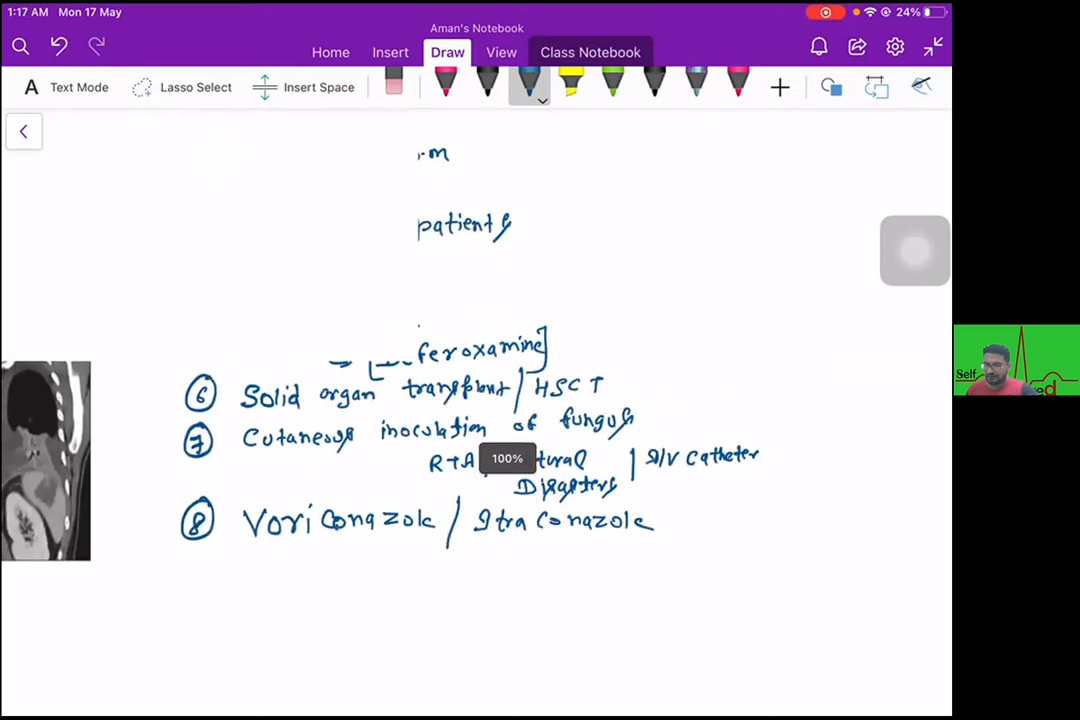 1:17 AM Mon 17 May 24%
Aman's Notebook
Home Insert Draw View Class Notebook
A Text Mode Lasso Select Insert Space
patients
feroxamine]
⑥ Solid organ transplant / HSCT
⑦ Cutaneous inoculation of fungus
RTA 100% tural Disasters / I/V Catheter
⑧ Voriconazole / Itraconazole
Self
ed